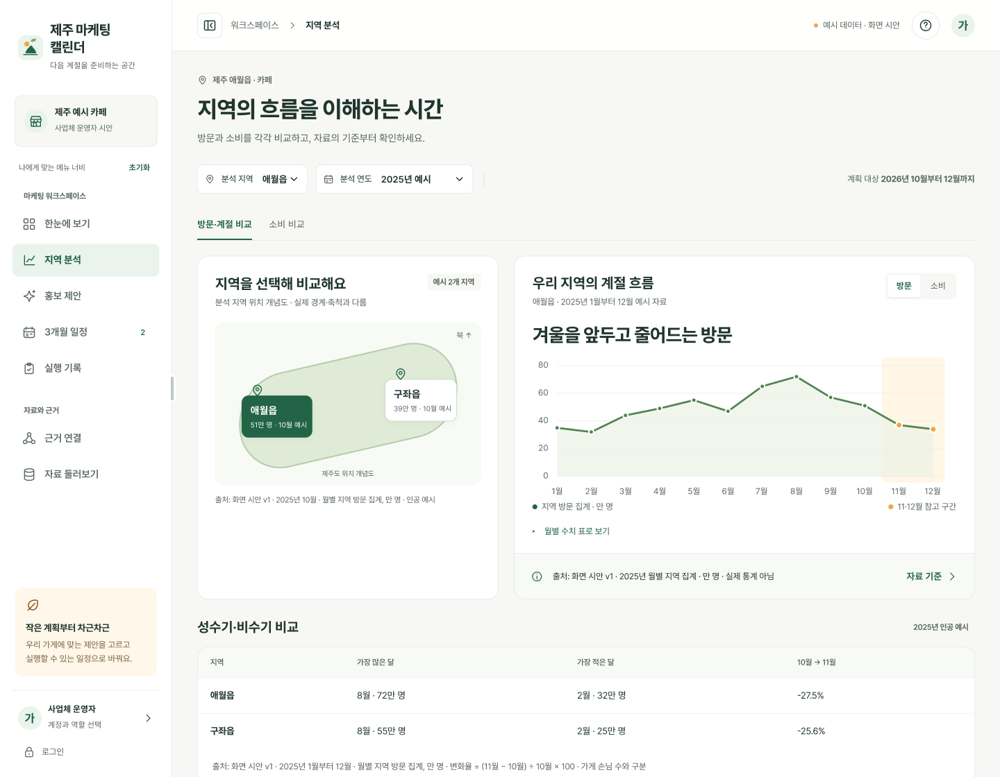 제주 마케팅
캘린더
다음 계절을 준비하는 공간
제주 예시 카페
사업체 운영자 시안
나에게 맞는 메뉴 너비 초기화
마케팅 워크스페이스
한눈에 보기
지역 분석
홍보 제안
3개월 일정 2
실행 기록
자료와 근거
근거 연결
자료 둘러보기
작은 계획부터 차근차근
우리 가게에 맞는 제안을 고르고
실행할 수 있는 일정으로 바꿔요.
가 사업체 운영자
계정과 역할 선택
로그인
워크스페이스 지역 분석
예시 데이터 · 화면 시안 가
제주 애월읍 · 카페
지역의 흐름을 이해하는 시간
방문과 소비를 각각 비교하고, 자료의 기준부터 확인하세요.
분석 지역 애월읍 분석 연도 2025년 예시
계획 대상 2026년 10월부터 12월까지
방문·계절 비교 소비 비교
지역을 선택해 비교해요 예시 2개 지역
분석 지역 위치 개념도 · 실제 경계·축척과 다름
북 ↑
구좌읍
39만 명 · 10월 예시
애월읍
51만 명 · 10월 예시
제주도 위치 개념도
출처: 화면 시안 v1 · 2025년 10월 · 월별 지역 방문 집계, 만 명 · 인공 예시
우리 지역의 계절 흐름 방문 소비
애월읍 · 2025년 1월부터 12월 예시 자료
겨울을 앞두고 줄어드는 방문
80
60
40
20
0
1월 2월 3월 4월 5월 6월 7월 8월 9월 10월 11월 12월
지역 방문 집계 · 만 명 11·12월 참고 구간
월별 수치 표로 보기
출처: 화면 시안 v1 · 2025년 월별 지역 집계 · 만 명 · 실제 통계 아님 자료 기준
성수기·비수기 비교 2025년 인공 예시
지역 가장 많은 달 가장 적은 달 10월 → 11월
애월읍 8월 · 72만 명 2월 · 32만 명 -27.5%
구좌읍 8월 · 55만 명 2월 · 25만 명 -25.6%
출처: 화면 시안 v1 · 2025년 1월부터 12월 · 월별 지역 방문 집계, 만 명 · 변화율 = (11월 − 10월) ÷ 10월 × 100 · 가게 손님 수와 구분